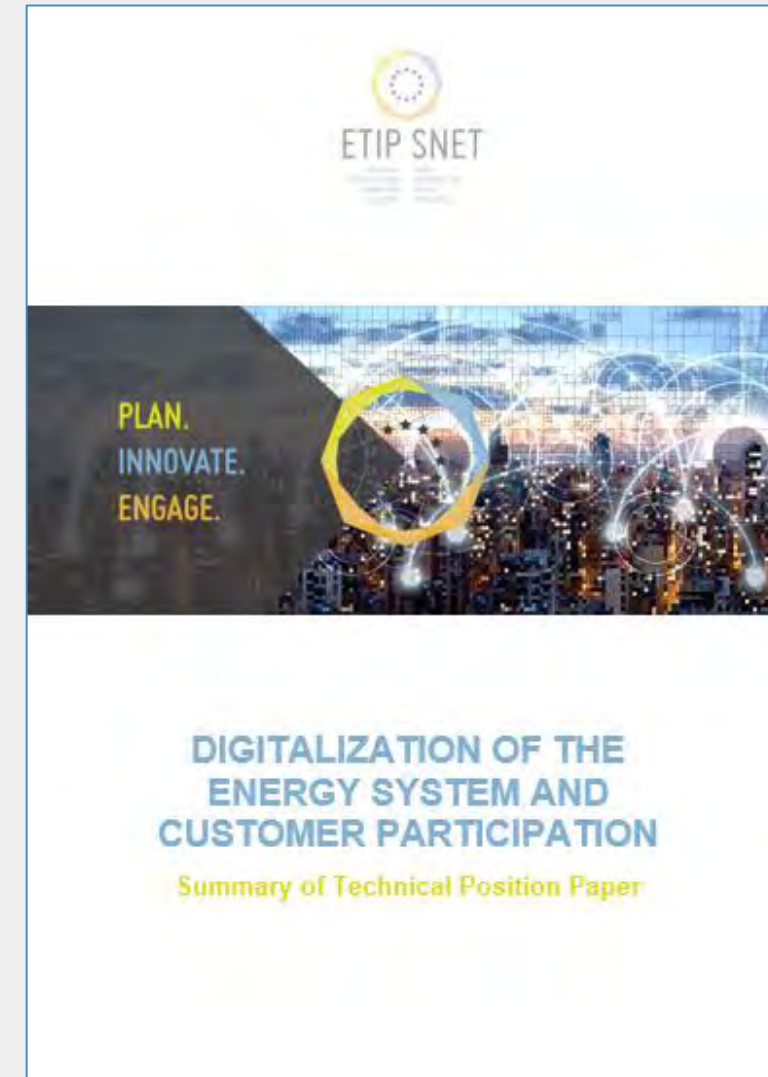 ETIP SNET
PLAN.
INNOVATE.
ENGAGE.
DIGITALIZATION OF THE
ENERGY SYSTEM AND
CUSTOMER PARTICIPATION
Summary of Technical Position Paper